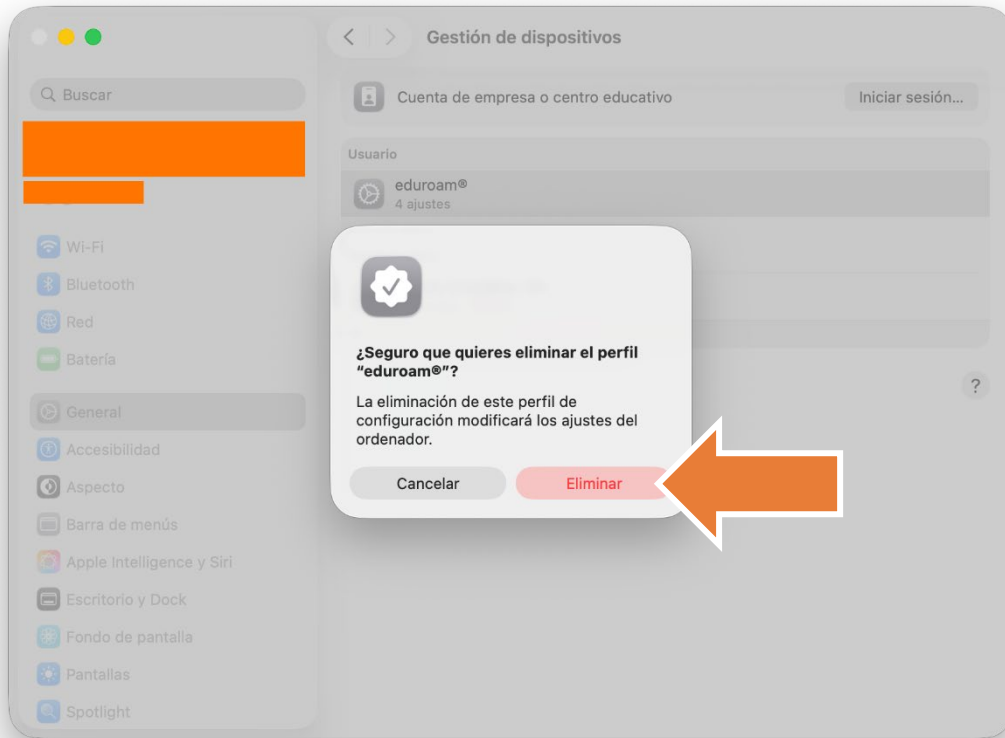 Gestión de dispositivos
Buscar
Cuenta de empresa o centro educativo
Iniciar sesión...
Usuario
eduroam®
4 ajustes
Wi-Fi
Bluetooth
Red
Batería
General
Accesibilidad
Aspecto
Barra de menús
Apple Intelligence y Siri
Escritorio y Dock
Fondo de pantalla
Pantallas
Spotlight
¿Seguro que quieres eliminar el perfil
“eduroam®”?
La eliminación de este perfil de
configuración modificará los ajustes del
ordenador.
Cancelar
Eliminar
?